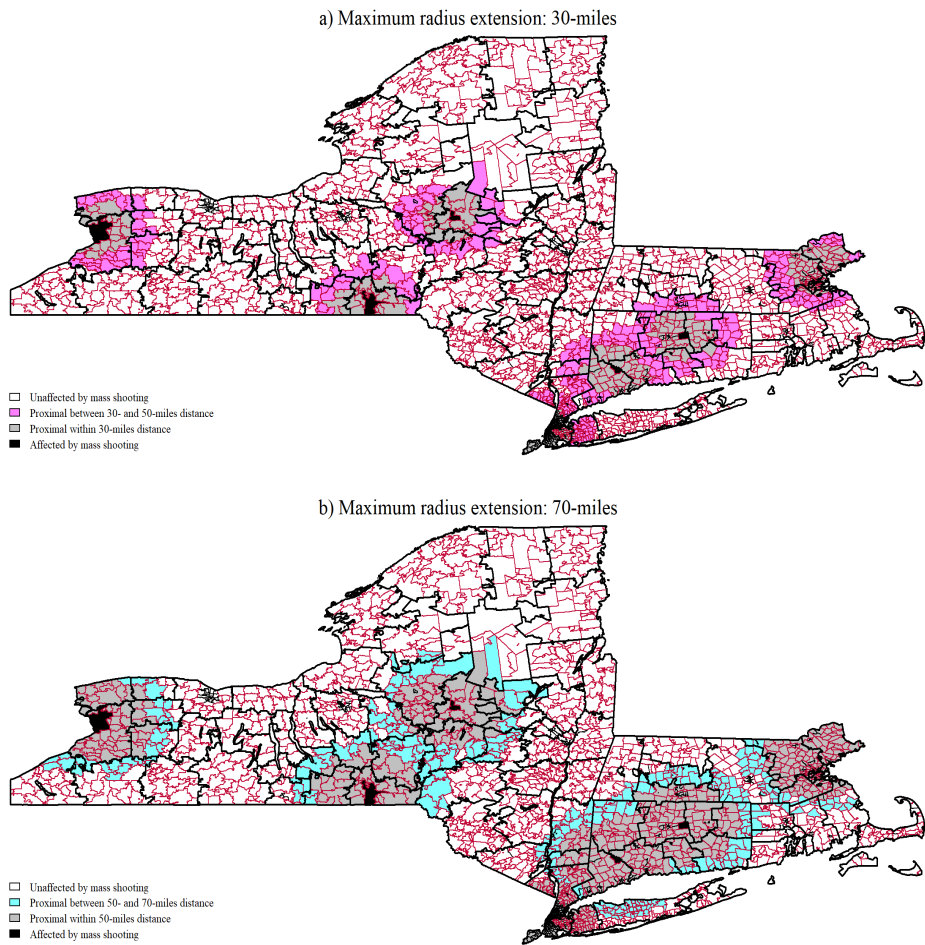 a) Maximum radius extension: 30-miles
Unaffected by mass shooting
Proximal between 30- and 50-miles distance
Proximal within 30-miles distance
Affected by mass shooting
b) Maximum radius extension: 70-miles
Unaffected by mass shooting
Proximal between 50- and 70-miles distance
Proximal within 50-miles distance
Affected by mass shooting